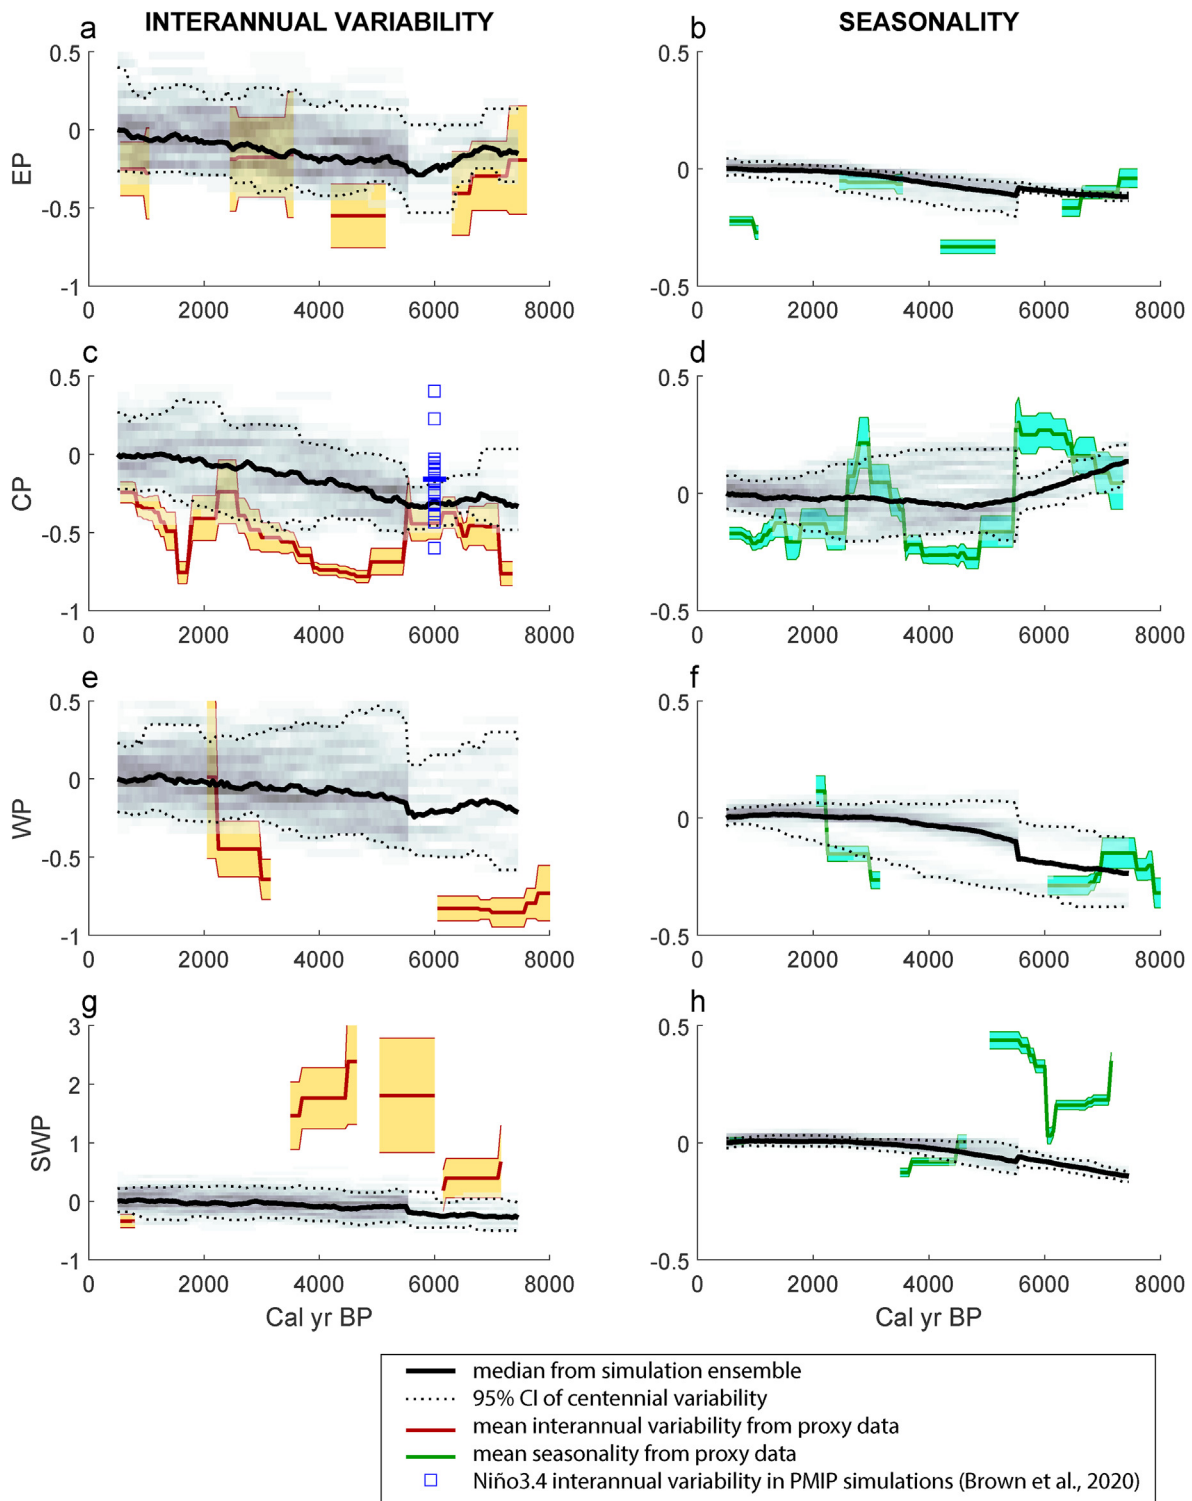 INTERANNUAL VARIABILITY
SEASONALITY
a
b
0.5
0
-0.5
-1
EP
0 2000 4000 6000 8000
0.5
0
-0.5
0 2000 4000 6000 8000
c
d
0.5
0
-0.5
-1
CP
0 2000 4000 6000 8000
0.5
0
-0.5
0 2000 4000 6000 8000
e
f
0.5
0
-0.5
-1
WP
0 2000 4000 6000 8000
0.5
0
-0.5
0 2000 4000 6000 8000
g
h
3
2
1
0
-1
SWP
0 2000 4000 6000 8000
Cal yr BP
0.5
0
-0.5
0 2000 4000 6000 8000
Cal yr BP
median from simulation ensemble
95% CI of centennial variability
mean interannual variability from proxy data
mean seasonality from proxy data
Niño3.4 interannual variability in PMIP simulations (Brown et al., 2020)